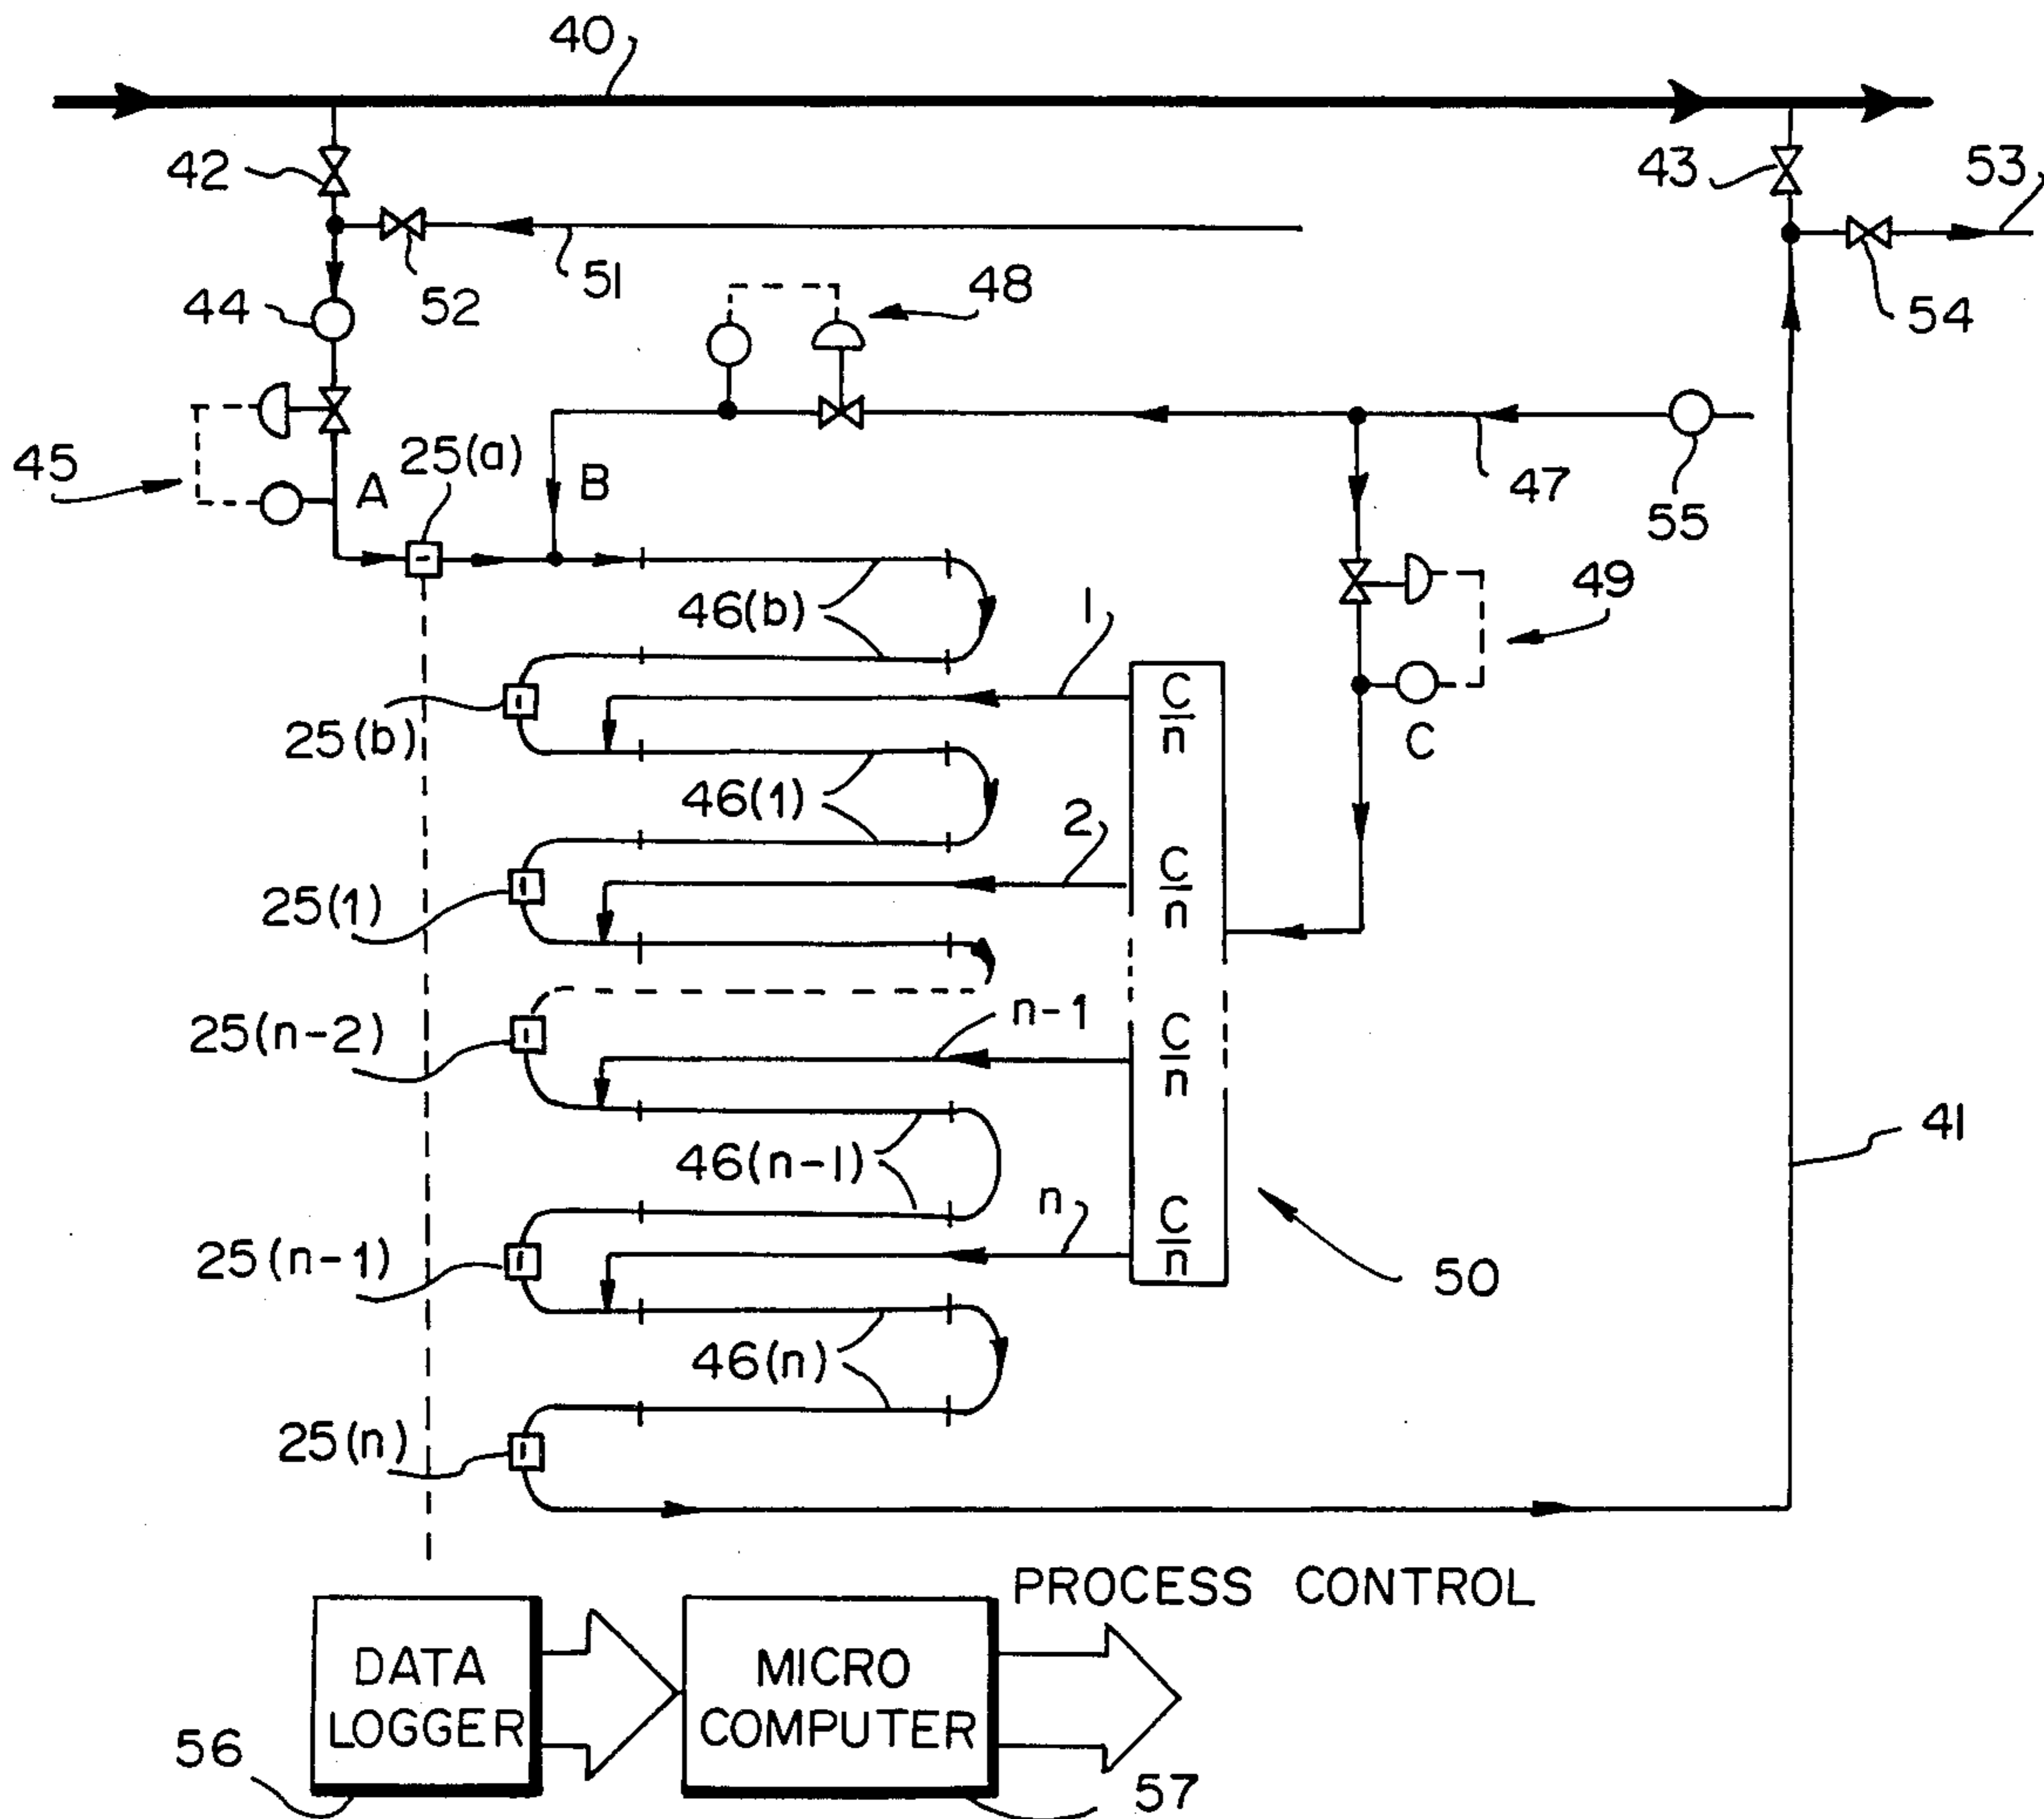 40
42
43
53
51
52
44
48
54
45
25(a)
A
B
47
55
49
46(b)
1
25(b)
C
n
C
46(1)
2
25(1)
C
n
25(n-2)
n-1
C
n
46(n-1)
41
n
C
n
25(n-1)
50
46(n)
25(n)
PROCESS CONTROL
DATA
LOGGER
MICRO
COMPUTER
56
57